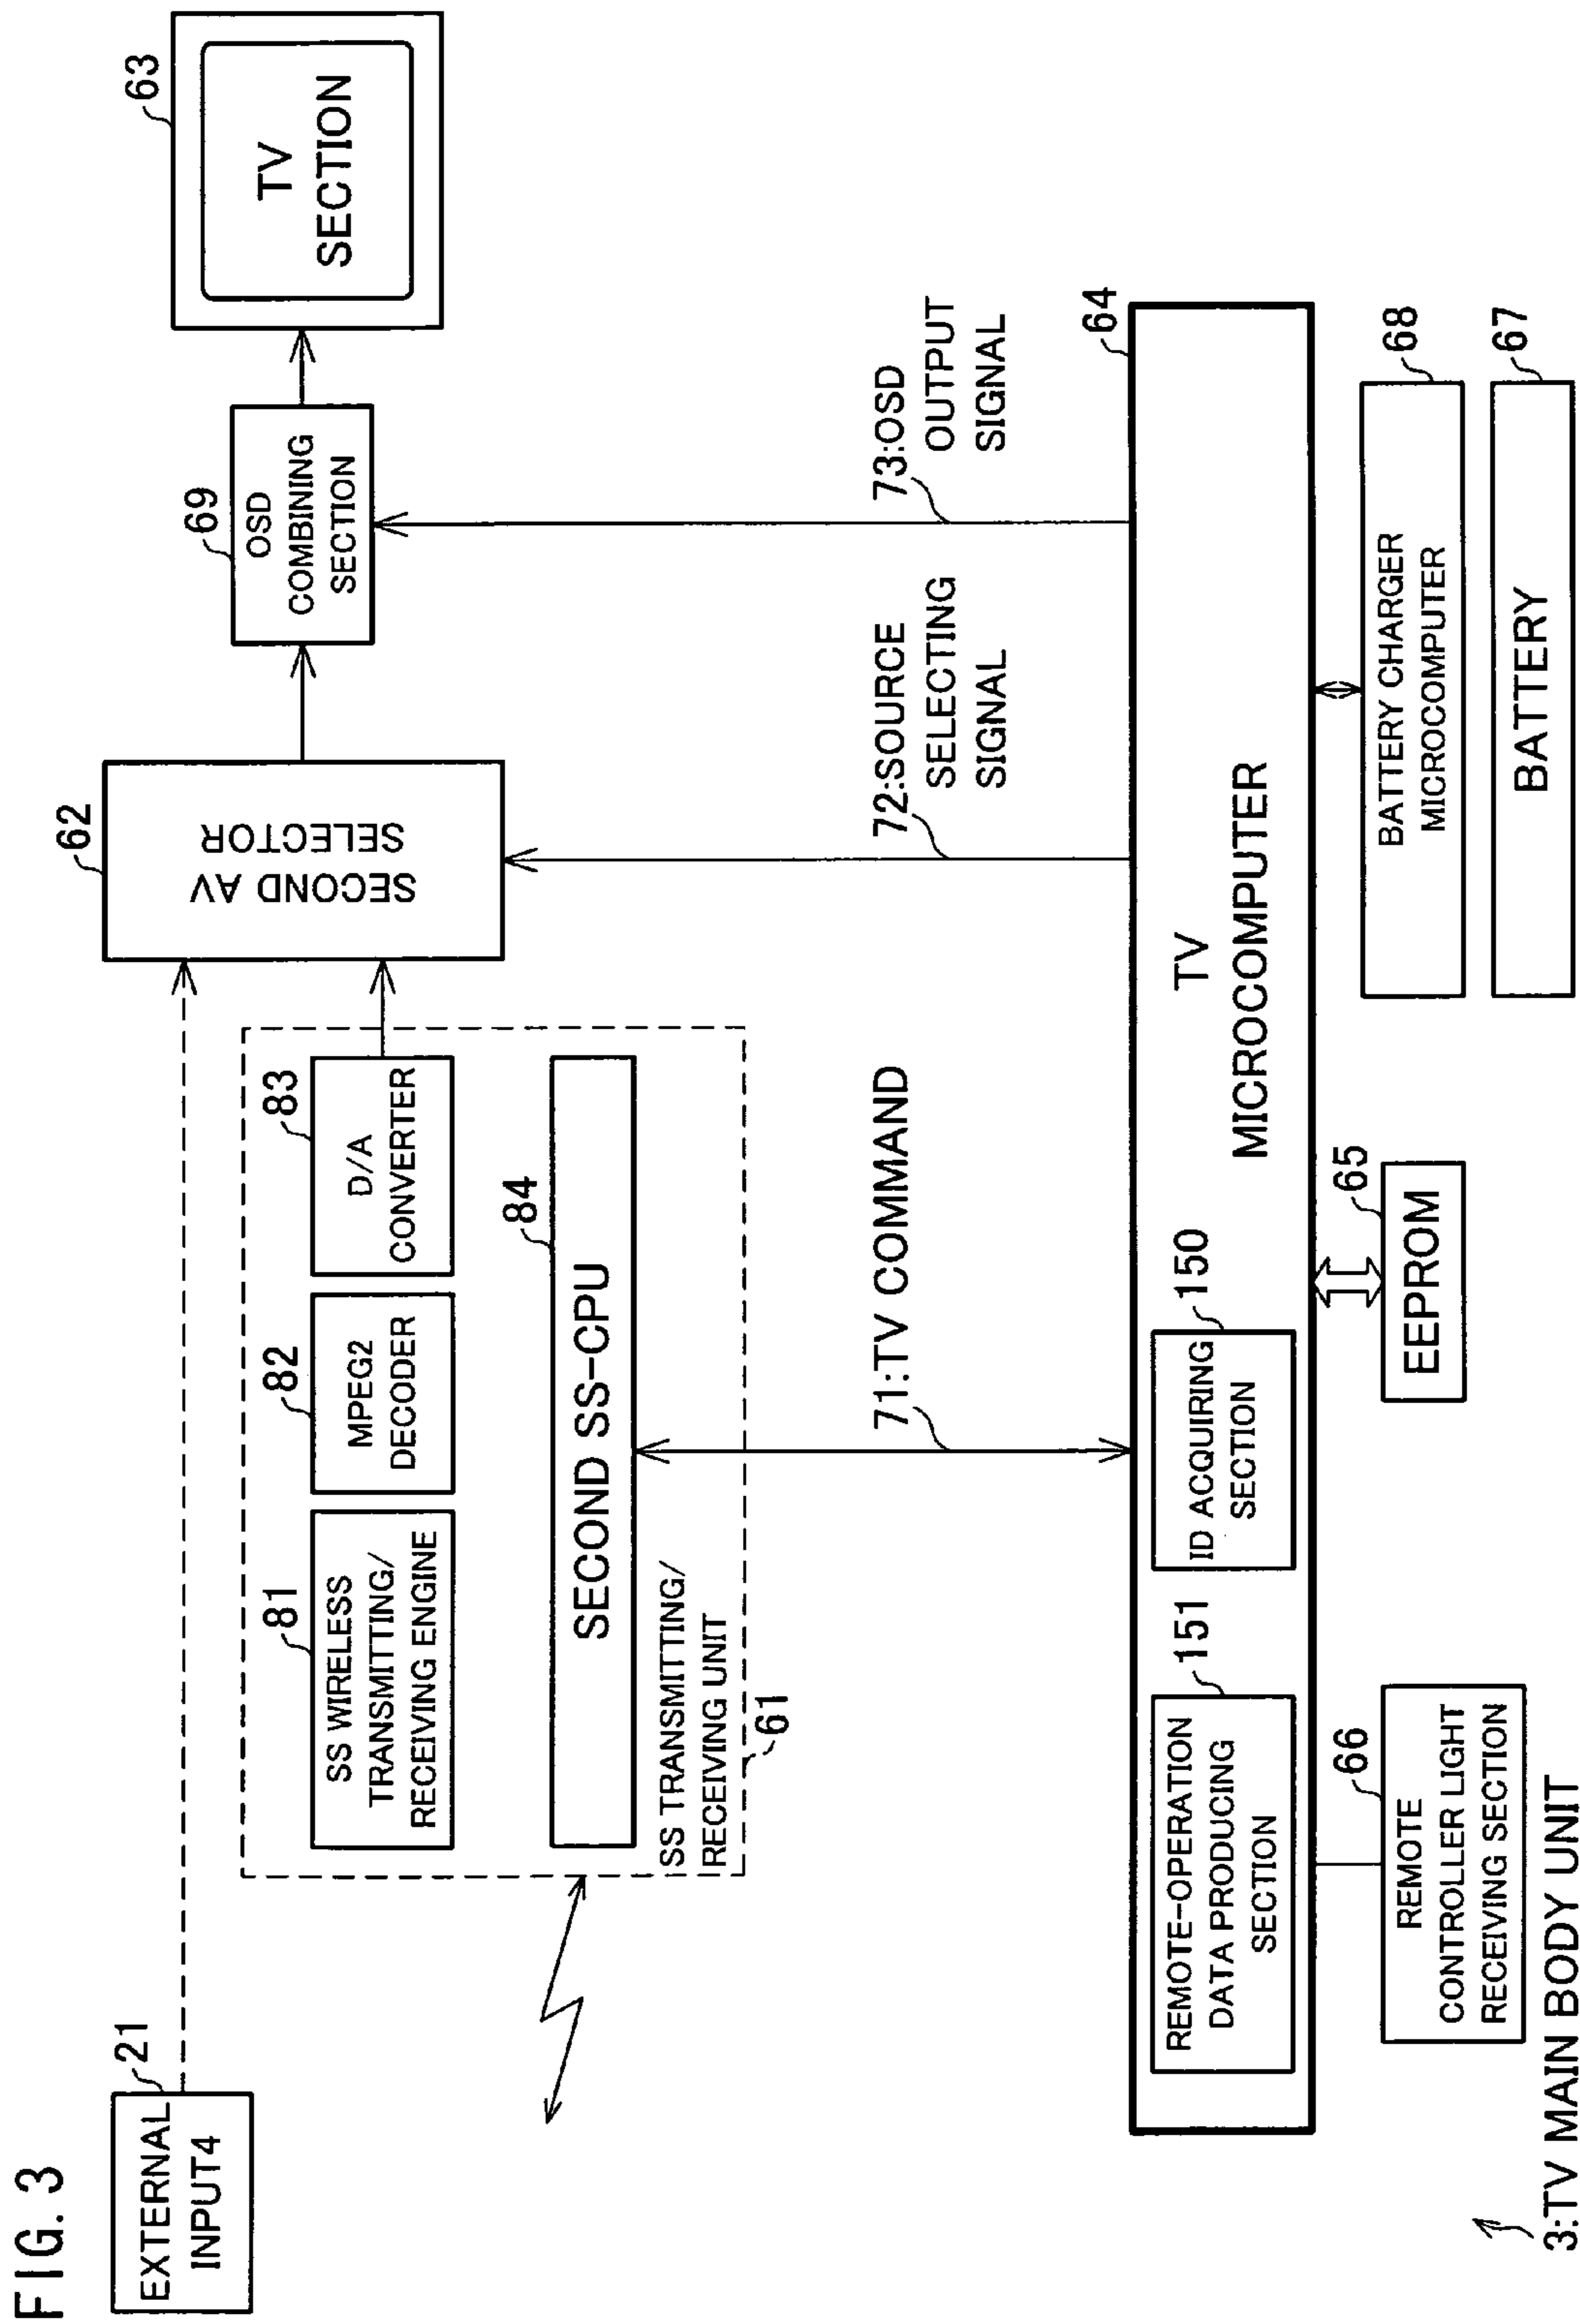 FIG. 3
EXTERNAL
INPUT4
21
SS WIRELESS
TRANSMITTING/
RECEIVING ENGINE
81
MPEG2
DECODER
82
D/A
CONVERTER
83
SECOND SS-CPU
84
SS TRANSMITTING/
RECEIVING UNIT
61
SECOND AV
SELECTOR
62
OSD
COMBINING
SECTION
69
TV
SECTION
63
71:TV COMMAND
72:SOURCE
SELECTING
SIGNAL
73:OSD
OUTPUT
SIGNAL
64
TV
MICROCOMPUTER
REMOTE-OPERATION
DATA PRODUCING
SECTION
151
ID ACQUIRING
SECTION
150
REMOTE
CONTROLLER LIGHT
RECEIVING SECTION
66
EEPROM
65
BATTERY CHARGER
MICROCOMPUTER
68
BATTERY
67
3:TV MAIN BODY UNIT